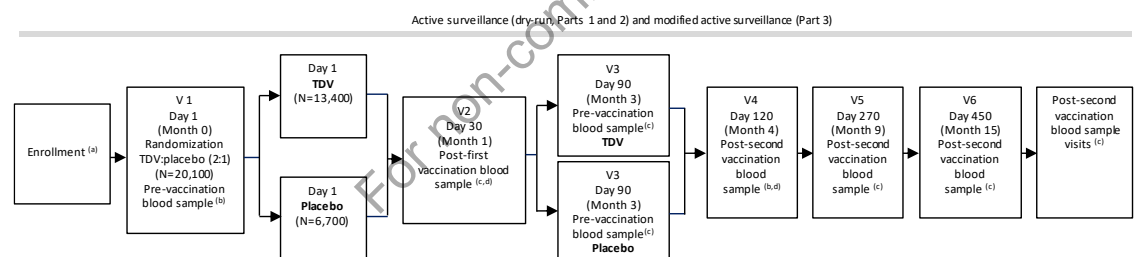 Active surveillance (dry-run, Parts 1 and 2) and modified active surveillance (Part 3)
Enrollment (a)
V 1
Day 1
(Month 0)
Randomization
TDV:placebo (2:1)
(N=20,100)
Pre-vaccination
blood sample (b)
Day 1
TDV
(N=13,400)
Day 1
Placebo
(N=6,700)
V2
Day 30
(Month 1)
Post-first
vaccination blood
sample (c,d)
V3
Day 90
(Month 3)
Pre-vaccination
blood sample(c)
TDV
V3
Day 90
(Month 3)
Pre-vaccination
blood sample(c)
Placebo
V4
Day 120
(Month 4)
Post-second
vaccination
blood
sample (b,d)
V5
Day 270
(Month 9)
Post-second
vaccination
blood
sample (c)
V6
Day 450
(Month 15)
Post-second
vaccination
blood
sample (c)
Post-second
vaccination
blood sample
visits (c)
For non-com